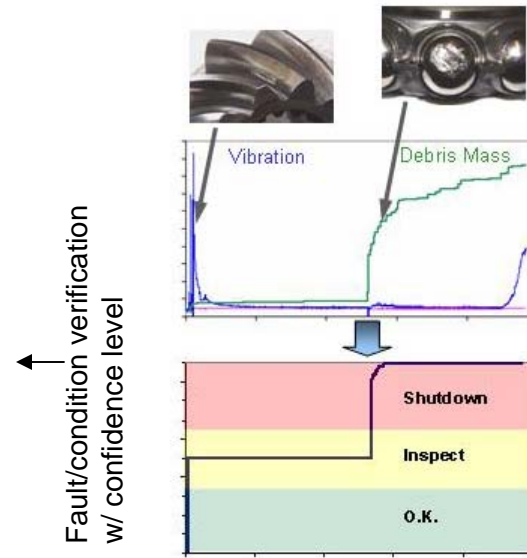 Vibration
Debris Mass
Fault/condition verification
w/ confidence level
Shutdown
Inspect
O.K.